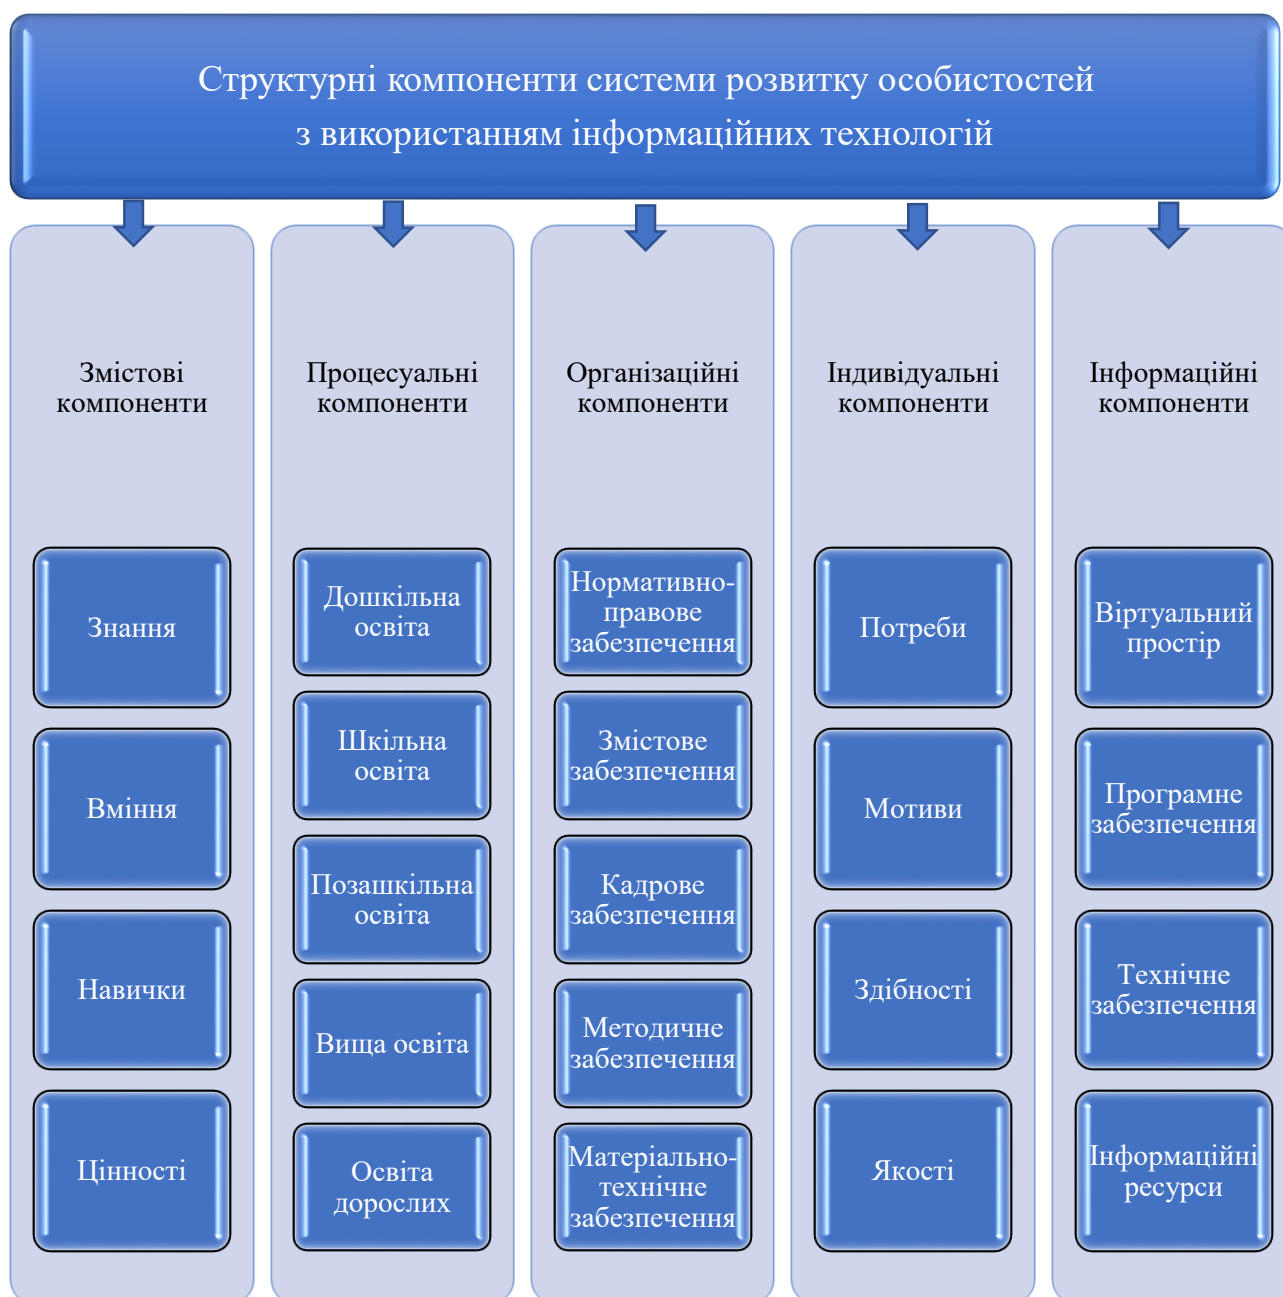 Структурні компоненти системи розвитку особистостей
з використанням інформаційних технологій
Змістові
компоненти
Знання
Вміння
Навички
Цінності
Процесуальні
компоненти
Дошкільна
освіта
Шкільна
освіта
Позашкільна
освіта
Вища освіта
Освіта
дорослих
Організаційні
компоненти
Нормативно-
правове
забезпечення
Змістове
забезпечення
Кадрове
забезпечення
Методичне
забезпечення
Матеріально-
технічне
забезпечення
Індивідуальні
компоненти
Потреби
Мотиви
Здібності
Якості
Інформаційні
компоненти
Віртуальний
простір
Програмне
забезпечення
Технічне
забезпечення
Інформаційні
ресурси